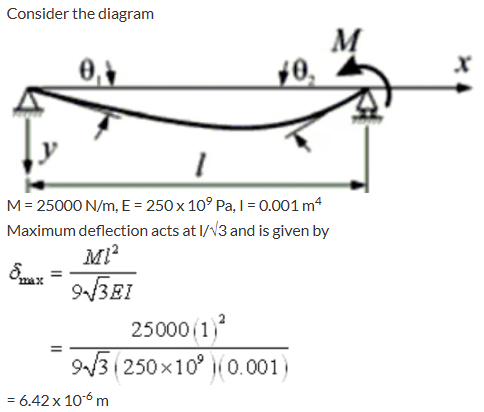 Consider the diagram
M
θ₁ θ₂ x
y
l
M = 25000 N/m, E = 250 x 10⁹ Pa, I = 0.001 m⁴
Maximum deflection acts at l/√3 and is given by
δmax = Ml² / 9√3EI
= 25000(1)² / 9√3(250×10⁹)(0.001)
= 6.42 x 10⁻⁶ m